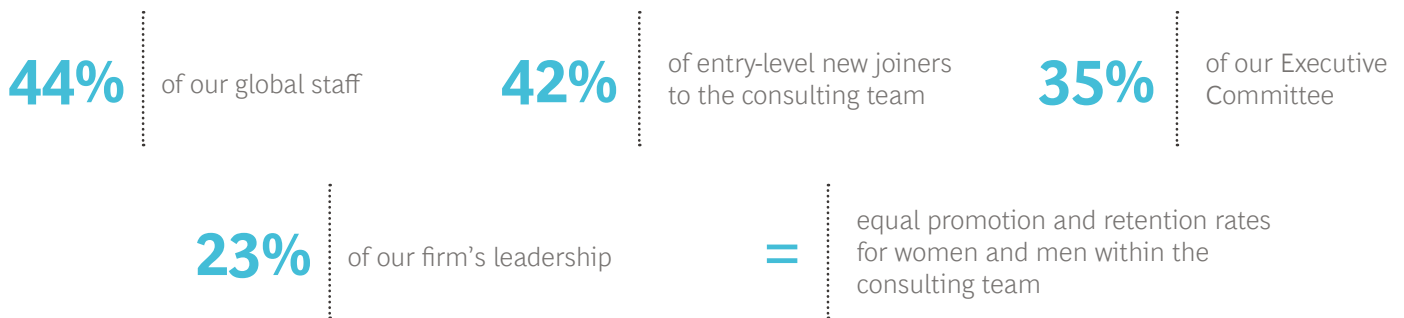 44%
of our global staff
42%
of entry-level new joiners
to the consulting team
35%
of our Executive
Committee
23%
of our firm's leadership
=
equal promotion and retention rates
for women and men within the
consulting team